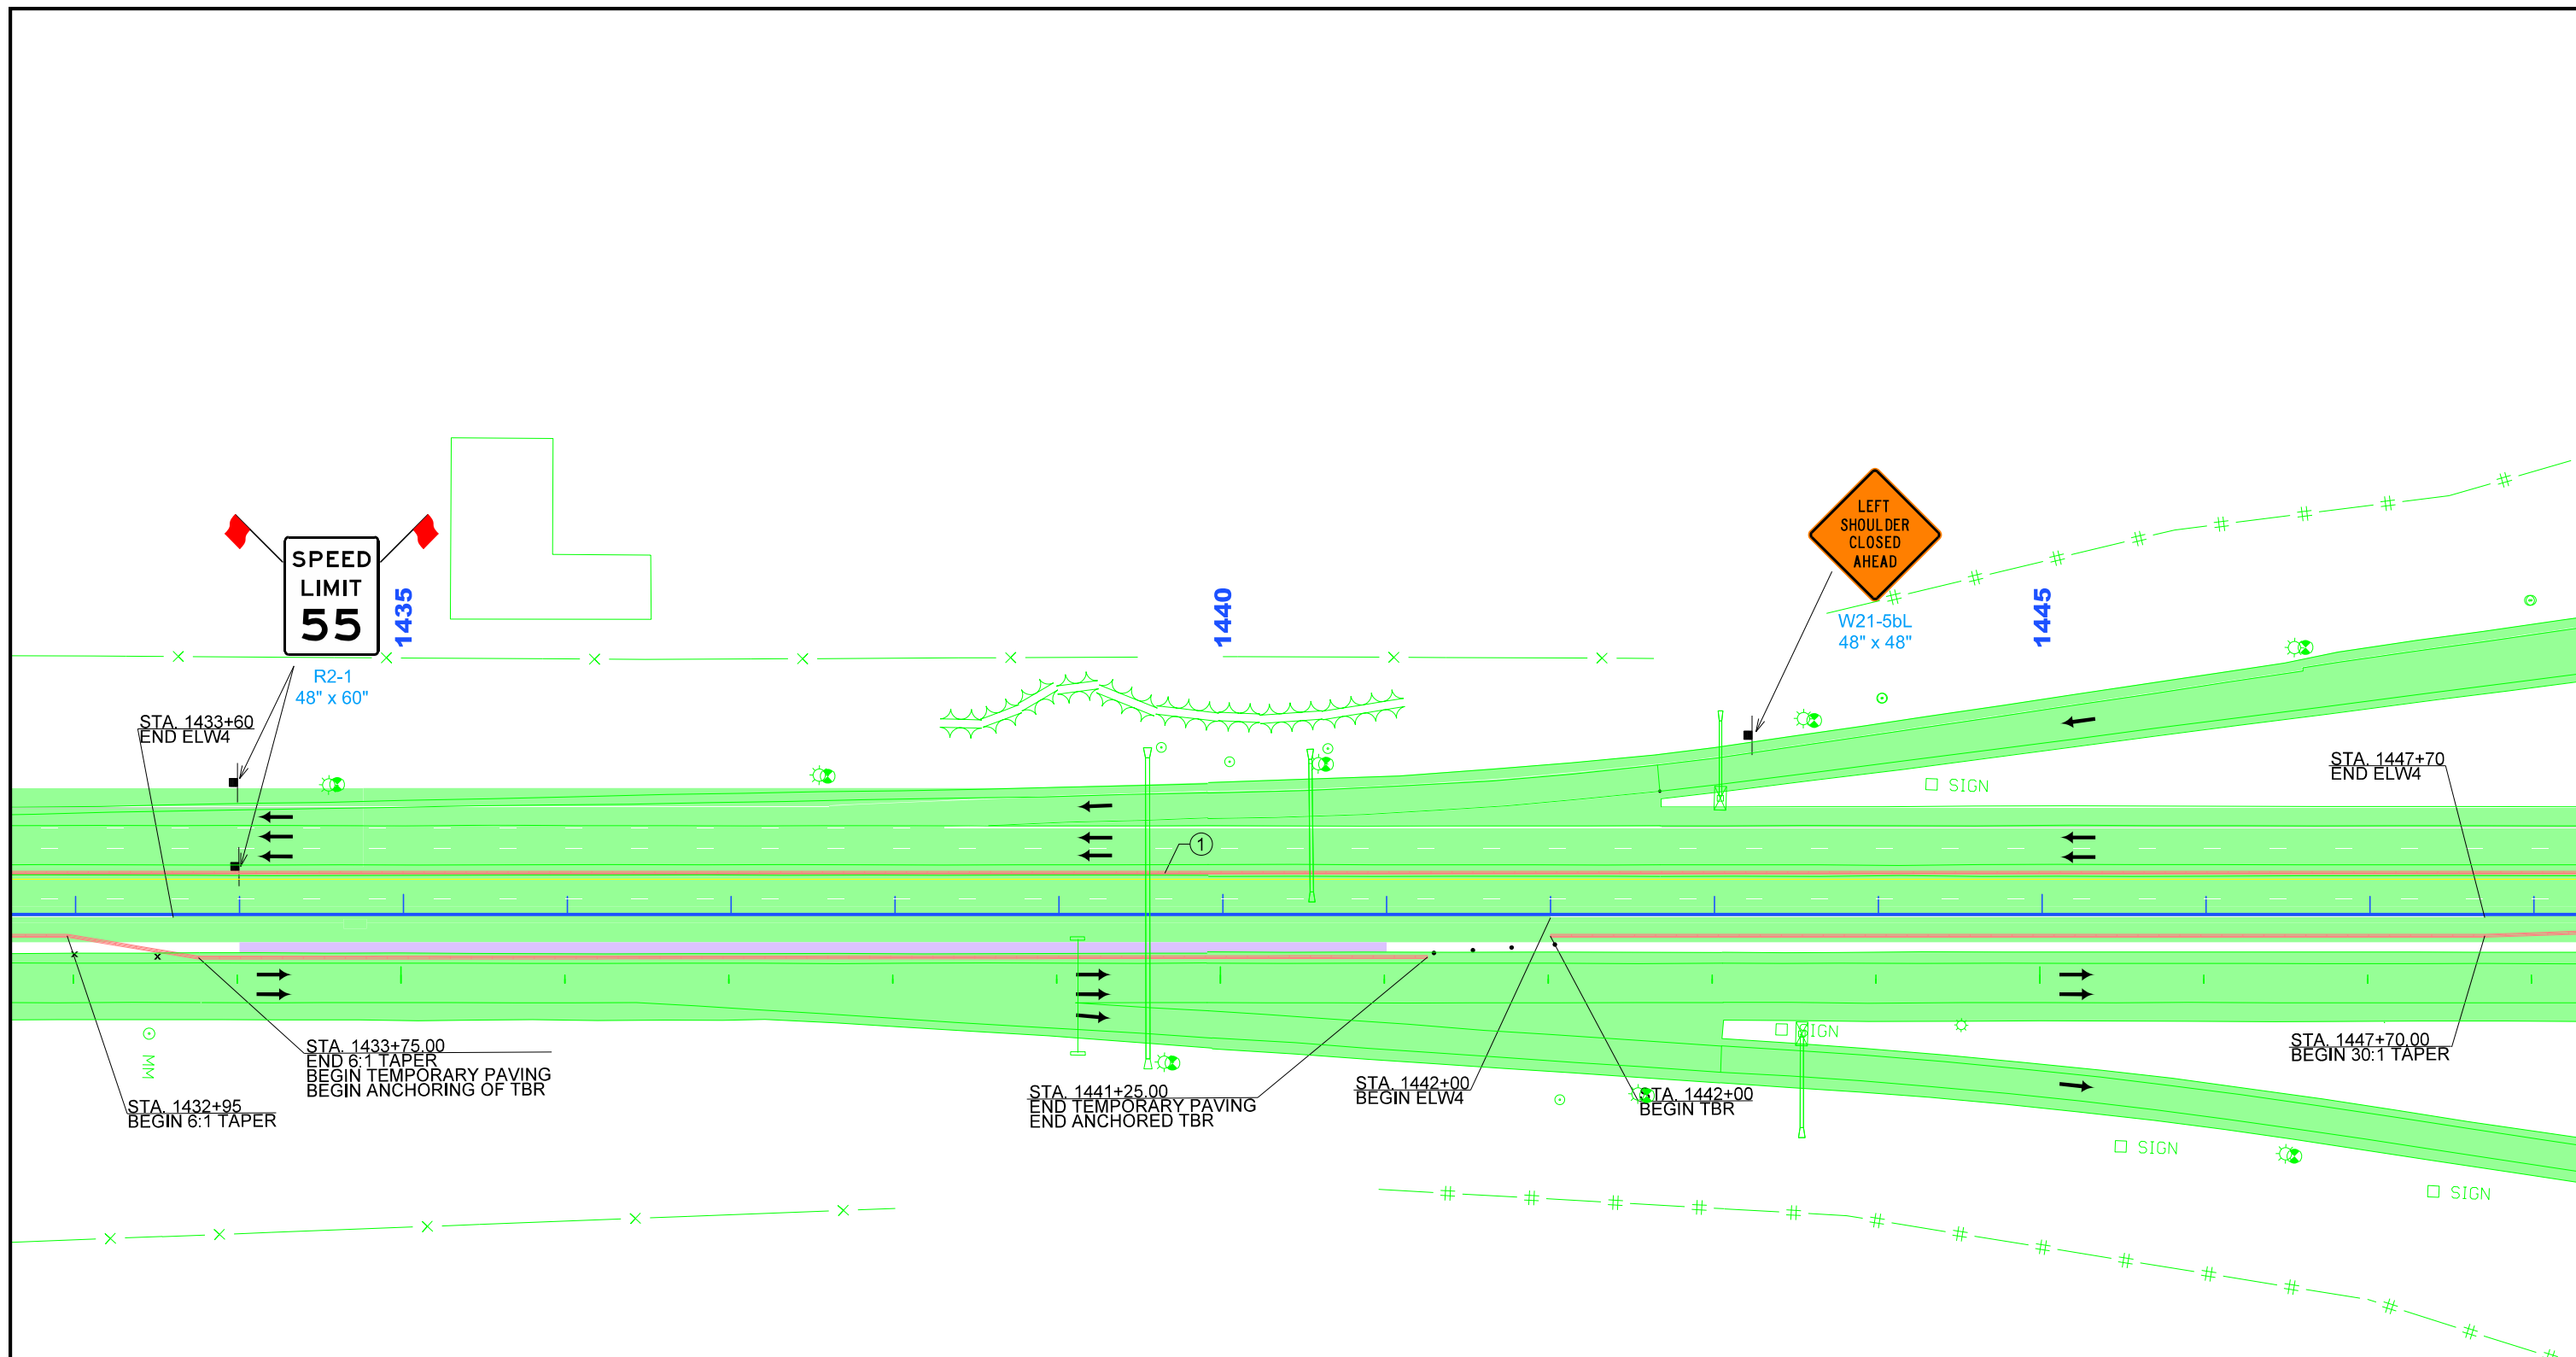 SPEED
LIMIT
55
R2-1
48" x 60"
1435
1440
LEFT
SHOULDER
CLOSED
AHEAD
W21-5bL
48" x 48"
1445
STA. 1433+60
END ELW4
STA. 1447+70
END ELW4
SIGN
1
MM
SIGN
STA. 1433+75.00
END 6:1 TAPER
BEGIN TEMPORARY PAVING
BEGIN ANCHORING OF TBR
STA. 1432+95
BEGIN 6:1 TAPER
STA. 1441+25.00
END TEMPORARY PAVING
END ANCHORED TBR
STA. 1442+00
BEGIN ELW4
STA. 1442+00
BEGIN TBR
STA. 1447+70.00
BEGIN 30:1 TAPER
SIGN
SIGN